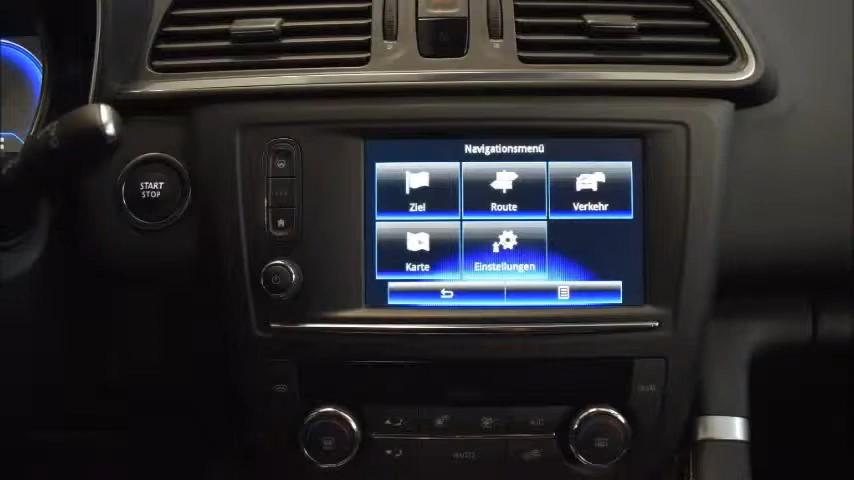 Navigationsmenü
START
STOP
Ziel
Route
Verkehr
Karte
Einstellungen